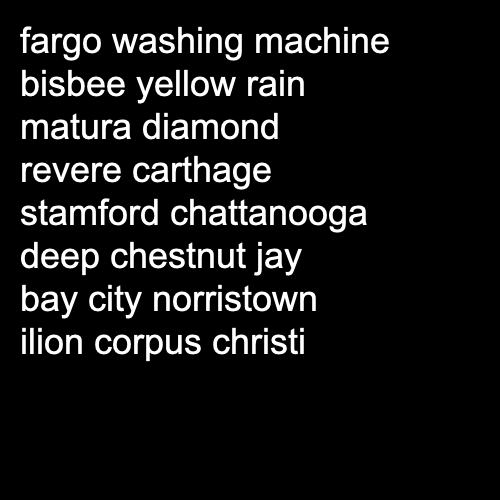 fargo washing machine
bisbee yellow rain
matura diamond
revere carthage
stamford chattanooga
deep chestnut jay
bay city norristown
ilion corpus christi